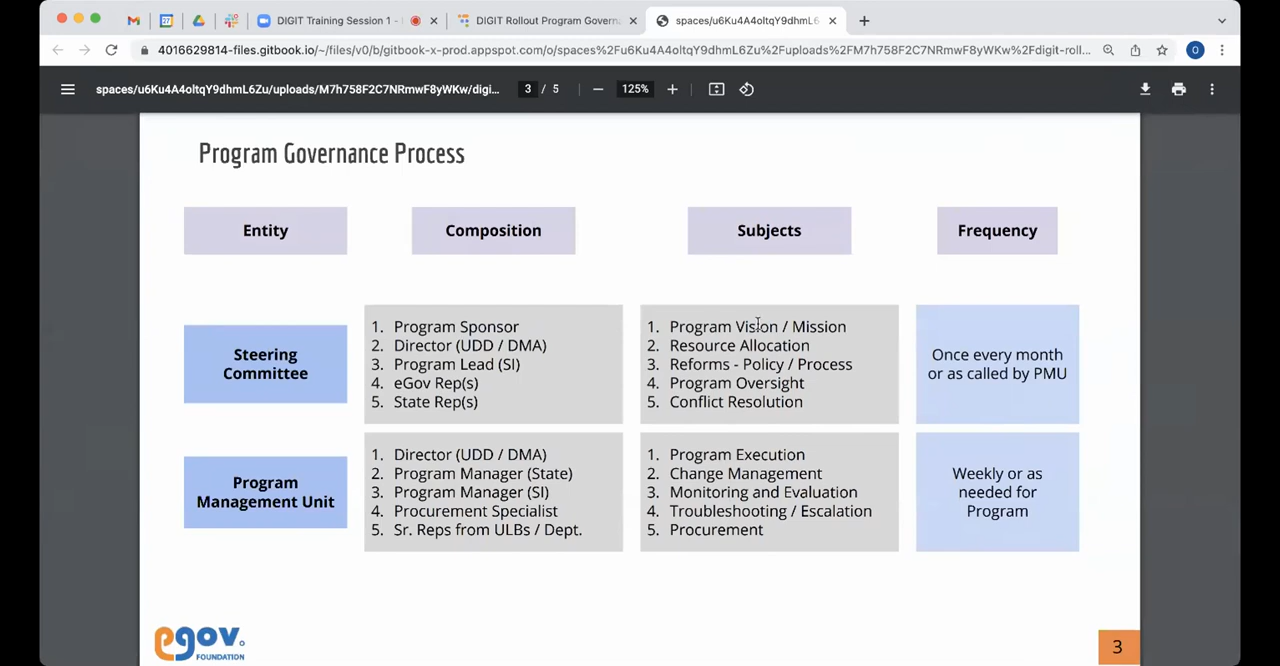 DIGIT Training Session 1 -
DIGIT Rollout Program Govern
spaces/u6Ku4A4oltqY9dhmL6
4016629814-files.gitbook.io/~/files/v0/b/gitbook-x-prod.appspot.com/o/spaces%2Fu6Ku4A4oltqY9dhmL6Zu%2Fuploads%2FM7h758F2C7NRmwF8yWKw%2Fdigit-roll...
O
spaces/u6Ku4A4oltqY9dhmL6Zu/uploads/M7h758F2C7NRmwF8yWKw/digi...
3 / 5
125%
Program Governance Process
Entity
Composition
Subjects
Frequency
Steering
Committee
1. Program Sponsor
2. Director (UDD / DMA)
3. Program Lead (SI)
4. eGov Rep(s)
5. State Rep(s)
1. Program Vision / Mission
2. Resource Allocation
3. Reforms - Policy / Process
4. Program Oversight
5. Conflict Resolution
Once every month
or as called by PMU
Program
Management Unit
1. Director (UDD / DMA)
2. Program Manager (State)
3. Program Manager (SI)
4. Procurement Specialist
5. Sr. Reps from ULBs / Dept.
1. Program Execution
2. Change Management
3. Monitoring and Evaluation
4. Troubleshooting / Escalation
5. Procurement
Weekly or as
needed for
Program
egov.
FOUNDATION
3